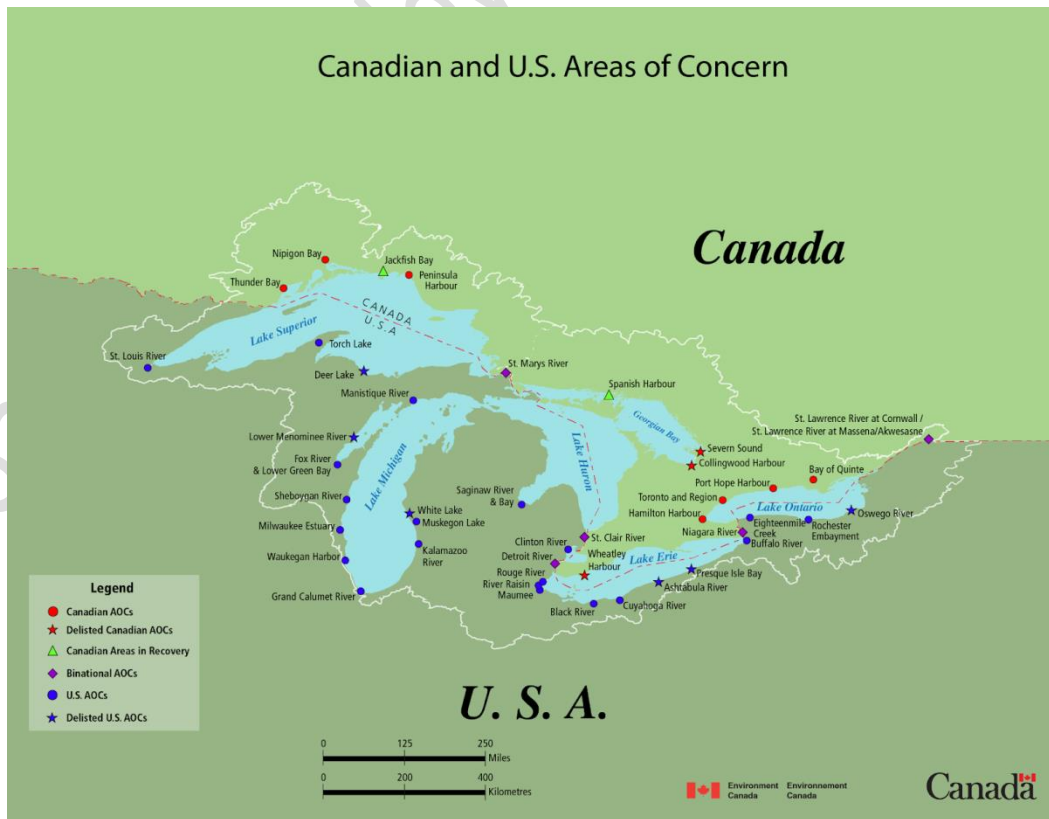 Canadian and U.S. Areas of Concern
Canada
Nipigon Bay
Jackfish Bay
Peninsula
Harbour
Thunder Bay
CANADA
U.S.A
Lake Superior
St. Louis River
Torch Lake
Deer Lake
St. Marys River
Manistique River
Spanish Harbour
Georgian Bay
Lower Menominee River
Fox River
& Lower Green Bay
Lake Michigan
Lake Huron
Severn Sound
Collingwood Harbour
St. Lawrence River at Cornwall /
St. Lawrence River at Massena/Akwesasne
Bay of Quinte
Port Hope Harbour
Toronto and Region
Hamilton Harbour
Lake Ontario
Oswego River
Niagara River
Eighteenmile
Creek
Rochester
Embayment
Buffalo River
Sheboygan River
Saginaw River
& Bay
White Lake
Muskegon Lake
Milwaukee Estuary
Kalamazoo
River
Waukegan Harbor
Grand Calumet River
St. Clair River
Clinton River
Detroit River
Wheatley
Harbour
Lake Erie
Rouge River
River Raisin
Maumee
Presque Isle Bay
Ashtabula River
Cuyahoga River
Black River
Legend
Canadian AOCs
Delisted Canadian AOCs
Canadian Areas in Recovery
Binational AOCs
U.S. AOCs
Delisted U.S. AOCs
U. S. A.
0 125 250
Miles
0 200 400
Kilometres
Environment
Canada
Environnement
Canada
Canada